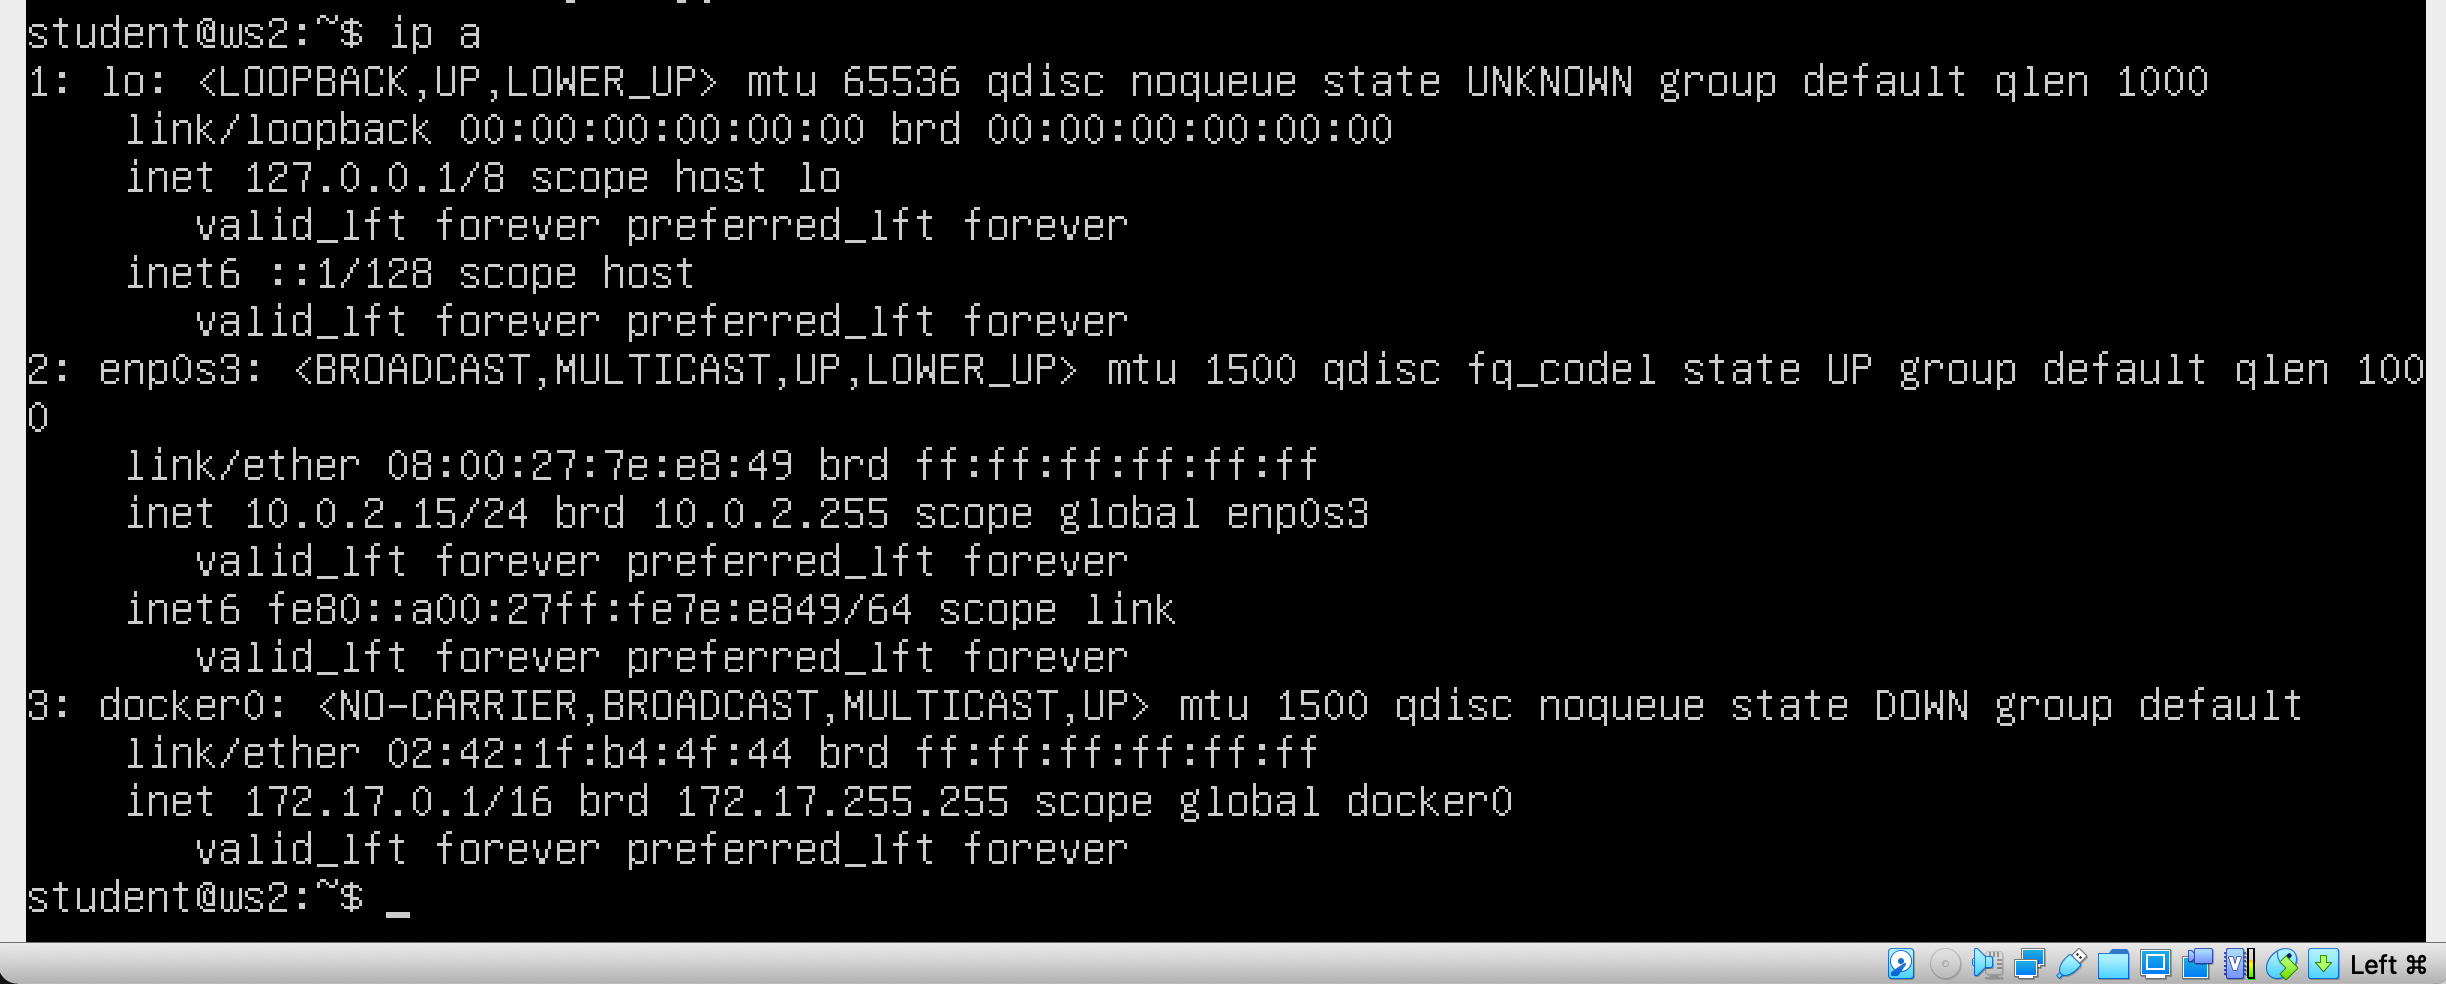 student@ws2:~$ ip a
1: lo: <LOOPBACK,UP,LOWER_UP> mtu 65536 qdisc noqueue state UNKNOWN group default qlen 1000
    link/loopback 00:00:00:00:00:00 brd 00:00:00:00:00:00
    inet 127.0.0.1/8 scope host lo
       valid_lft forever preferred_lft forever
    inet6 ::1/128 scope host
       valid_lft forever preferred_lft forever
2: enp0s3: <BROADCAST,MULTICAST,UP,LOWER_UP> mtu 1500 qdisc fq_codel state UP group default qlen 100
0
    link/ether 08:00:27:7e:e8:49 brd ff:ff:ff:ff:ff:ff
    inet 10.0.2.15/24 brd 10.0.2.255 scope global enp0s3
       valid_lft forever preferred_lft forever
    inet6 fe80::a00:27ff:fe7e:e849/64 scope link
       valid_lft forever preferred_lft forever
3: docker0: <NO-CARRIER,BROADCAST,MULTICAST,UP> mtu 1500 qdisc noqueue state DOWN group default
    link/ether 02:42:1f:b4:4f:44 brd ff:ff:ff:ff:ff:ff
    inet 172.17.0.1/16 brd 172.17.255.255 scope global docker0
       valid_lft forever preferred_lft forever
student@ws2:~$ _
Left ⌘